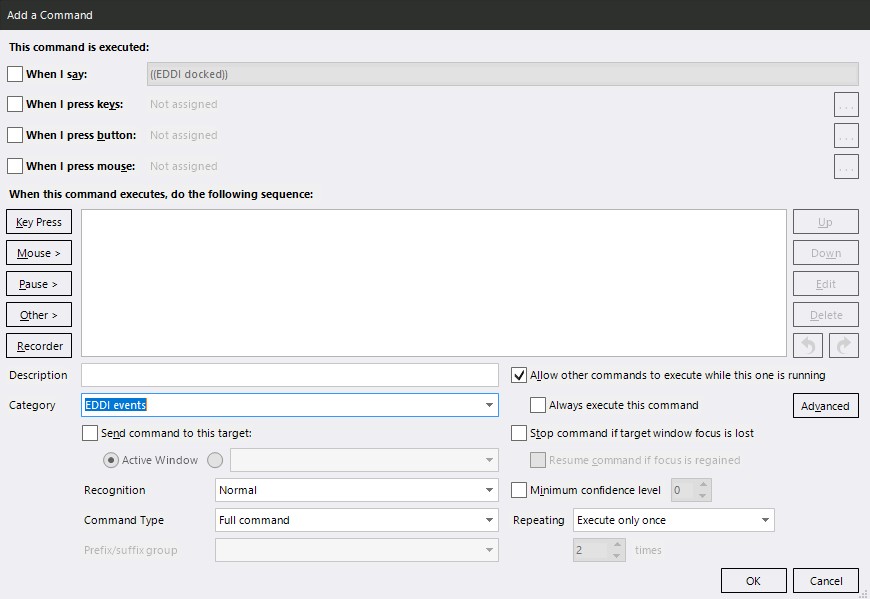 Add a Command
This command is executed:
When I say: ((EDDI docked))
When I press keys: Not assigned ...
When I press button: Not assigned ...
When I press mouse: Not assigned ...
When this command executes, do the following sequence:
Key Press Up
Mouse > Down
Pause > Edit
Other > Delete
Recorder
Description Allow other commands to execute while this one is running
Category EDDI events Always execute this command Advanced
Send command to this target: Stop command if target window focus is lost
Active Window Resume command if focus is regained
Recognition Normal Minimum confidence level 0
Command Type Full command Repeating Execute only once
Prefix/suffix group 2 times
OK Cancel